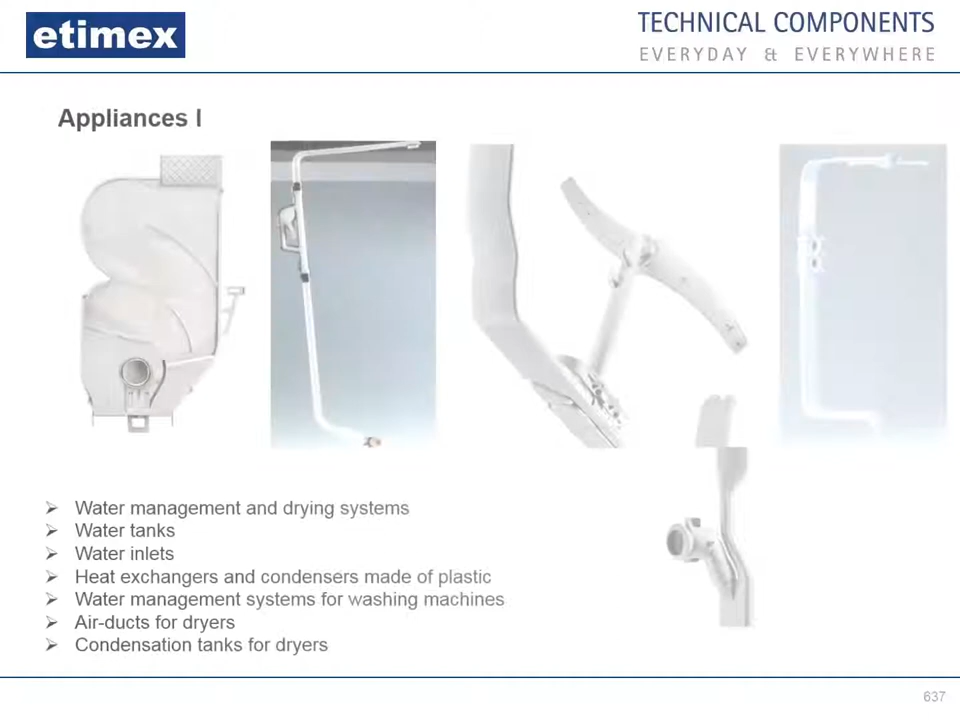 etimex
TECHNICAL COMPONENTS
EVERYDAY & EVERYWHERE
Appliances I
➢ Water management and drying systems
➢ Water tanks
➢ Water inlets
➢ Heat exchangers and condensers made of plastic
➢ Water management systems for washing machines
➢ Air-ducts for dryers
➢ Condensation tanks for dryers
637